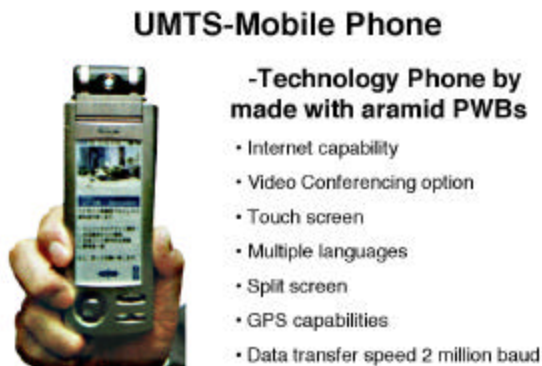 UMTS-Mobile Phone
-Technology Phone by
made with aramid PWBs
• Internet capability
• Video Conferencing option
• Touch screen
• Multiple languages
• Split screen
• GPS capabilities
• Data transfer speed 2 million baud